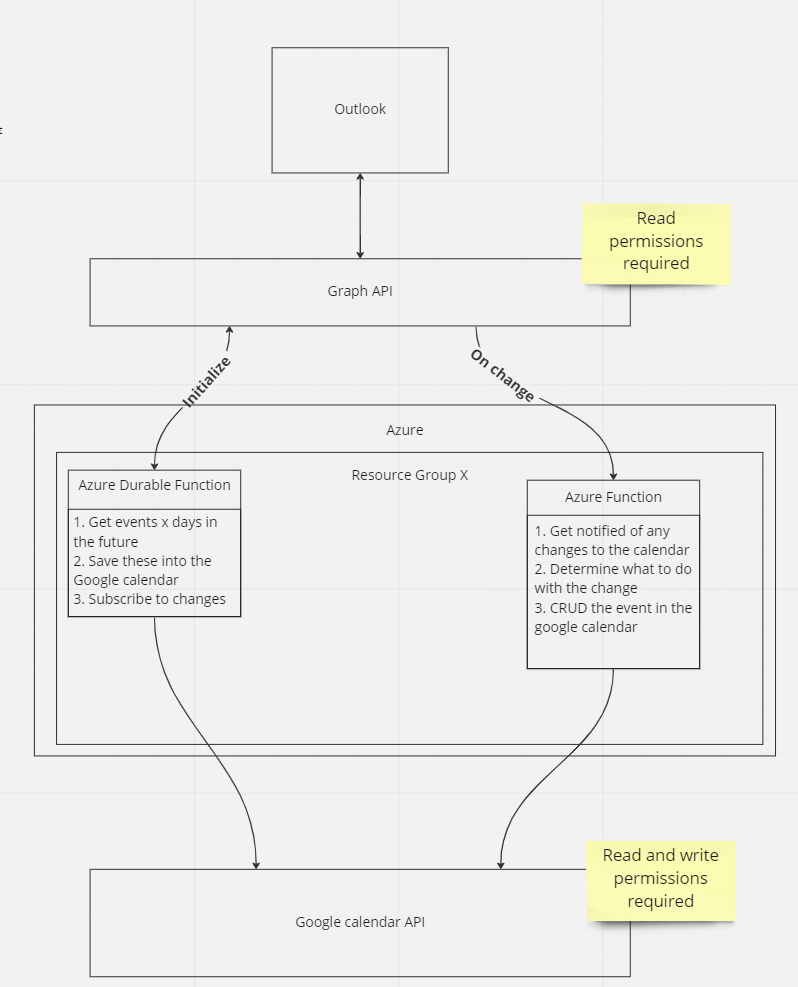 Outlook
Read
permissions
required
Graph API
Initialize
On change
Azure
Resource Group X
Azure Durable Function
1. Get events x days in
the future
2. Save these into the
Google calendar
3. Subscribe to changes
Azure Function
1. Get notified of any
changes to the calendar
2. Determine what to do
with the change
3. CRUD the event in the
google calendar
Read and write
permissions
required
Google calendar API